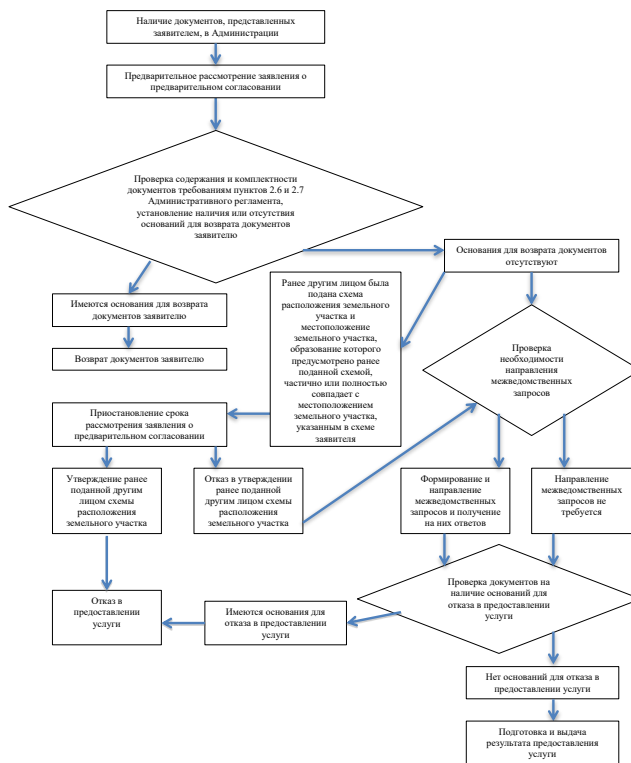 Наличие документов, представленных
заявителем, в Администрации
Предварительное рассмотрение заявления о
предварительном согласовании
Проверка содержания и комплектности
документов требованиям пунктов 2.6 и 2.7
Административного регламента,
установление наличия или отсутствия
оснований для возврата документов
заявителю
Основания для возврата документов
отсутствуют
Имеются основания для возврата
документов заявителю
Возврат документов заявителю
Ранее другим лицом была
подана схема
расположения земельного
участка и
местоположение
земельного участка,
образование которого
предусмотрено ранее
поданной схемой,
частично или полностью
совпадает с
местоположением
земельного участка,
указанным в схеме
заявителя
Проверка
необходимости
направления
межведомственных
запросов
Приостановление срока
рассмотрения заявления о
предварительном согласовании
Утверждение ранее
поданной другим
лицом схемы
расположения
земельного участка
Отказ в утверждении
ранее поданной
другим лицом схемы
расположения
земельного участка
Формирование и
направление
межведомственных
запросов и получение
на них ответов
Направление
межведомственных
запросов не
требуется
Проверка документов на
наличие оснований для
отказа в предоставлении
услуги
Отказ в
предоставлении
услуги
Имеются основания для
отказа в предоставлении
услуги
Нет оснований для отказа в
предоставлении услуги
Подготовка и выдача
результата предоставления
услуги